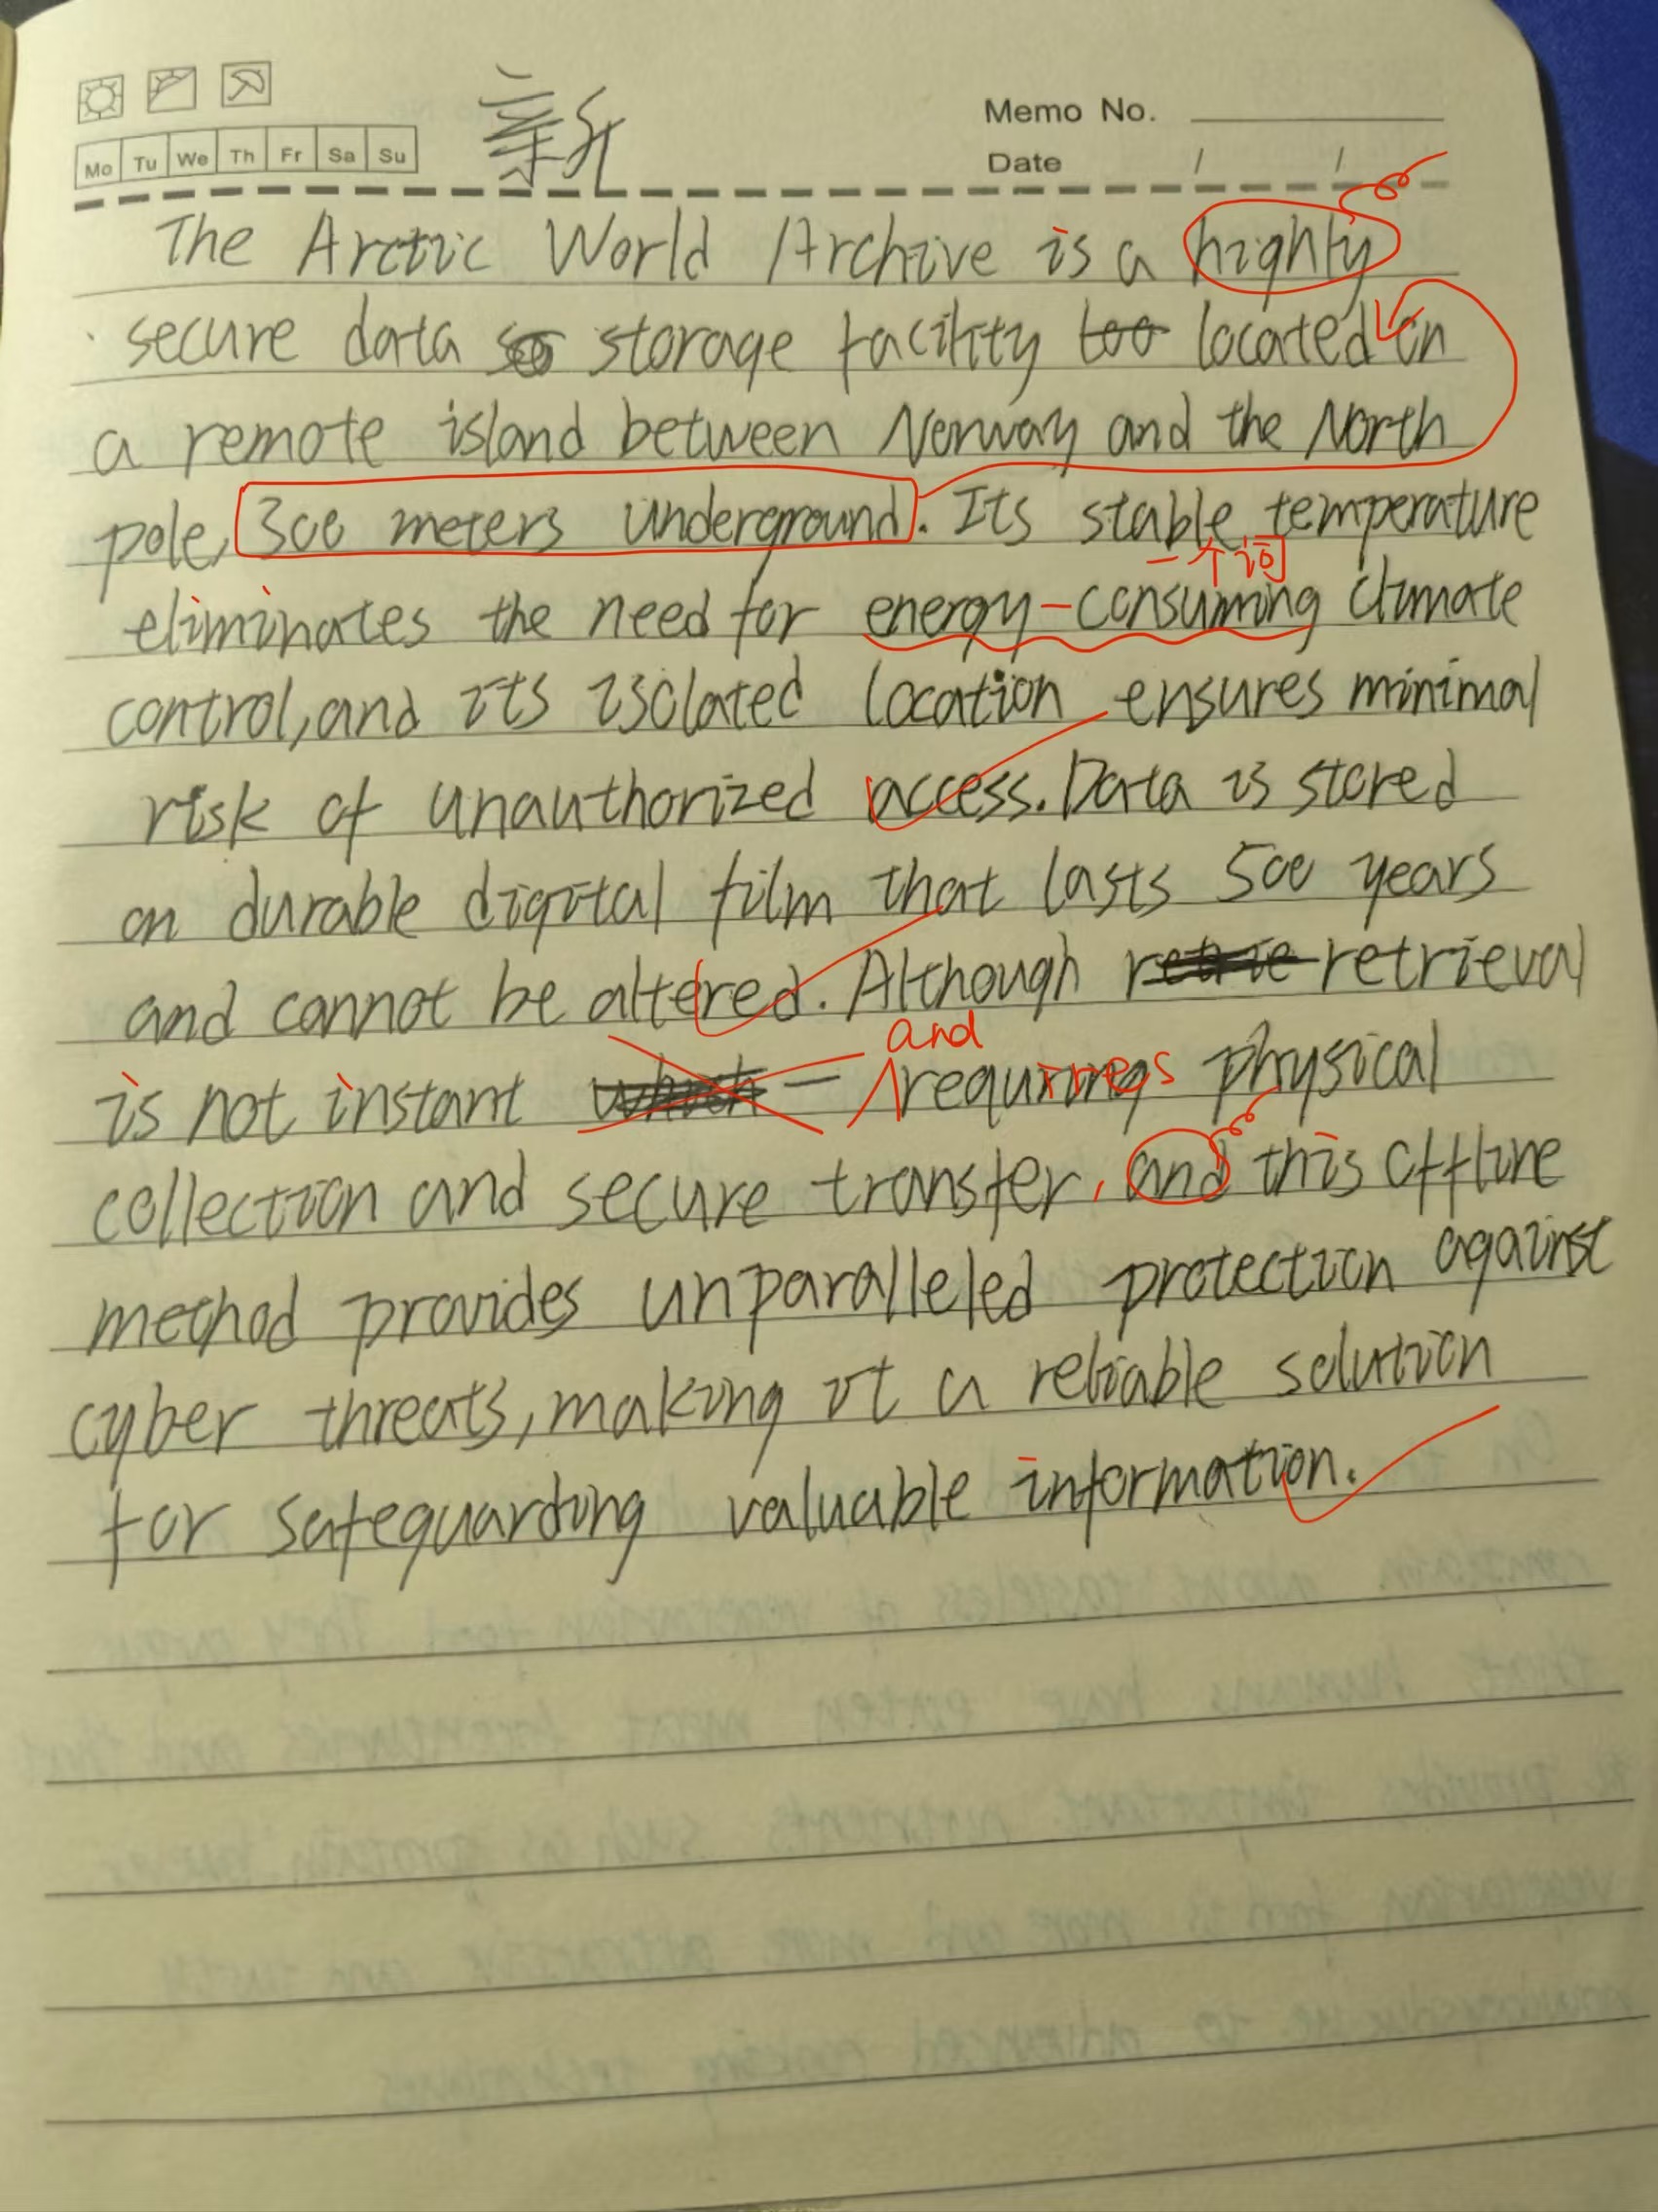 新
Memo No.
Mo Tu We Th Fr Sa Su
Date / /
The Arctic World Archive is a highly
secure data storage facility too located on
a remote island between Norway and the North
pole, 300 meters underground. Its stable temperature
一个词
eliminates the need for energy-consuming climate
control, and its isolated location ensures minimal
risk of unauthorized access. Data is stored
on durable digital film that lasts 500 years
and cannot be altered. Although retrieval
and
is not instant which — requires physical
collection and secure transfer, and this offline
method provides unparalleled protection against
cyber threats, making it a reliable solution
for safeguarding valuable information.